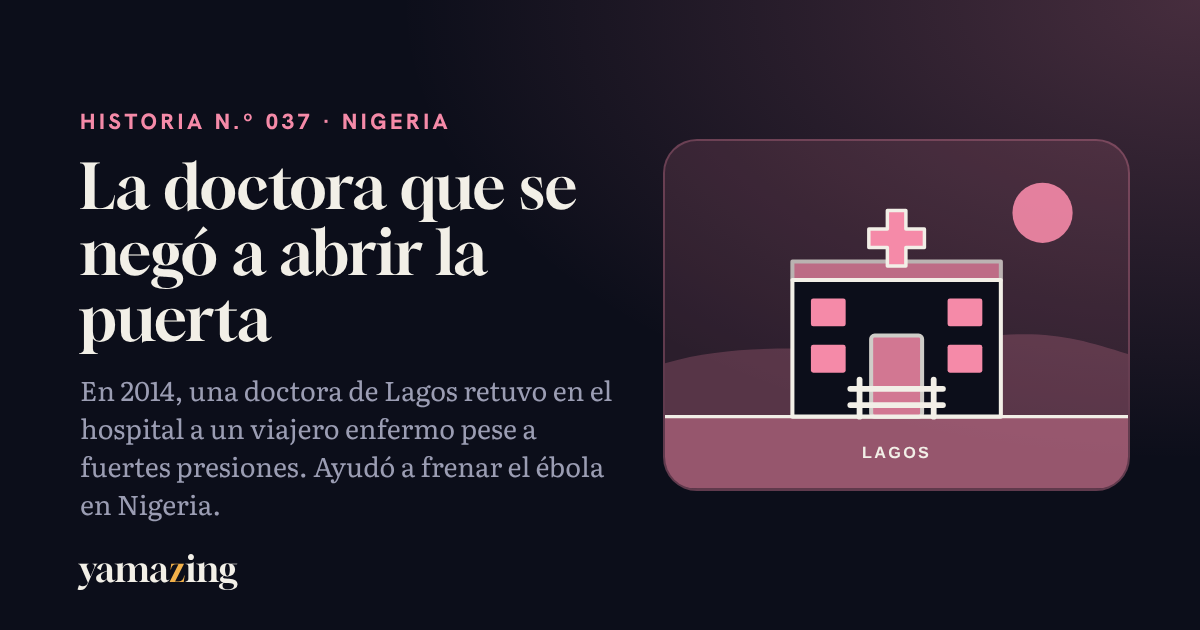 HISTORIA N.º 037 · NIGERIA
La doctora que se
negó a abrir la
puerta
En 2014, una doctora de Lagos retuvo en el
hospital a un viajero enfermo pese a
fuertes presiones. Ayudó a frenar el ébola
en Nigeria.
yamazing
LAGOS